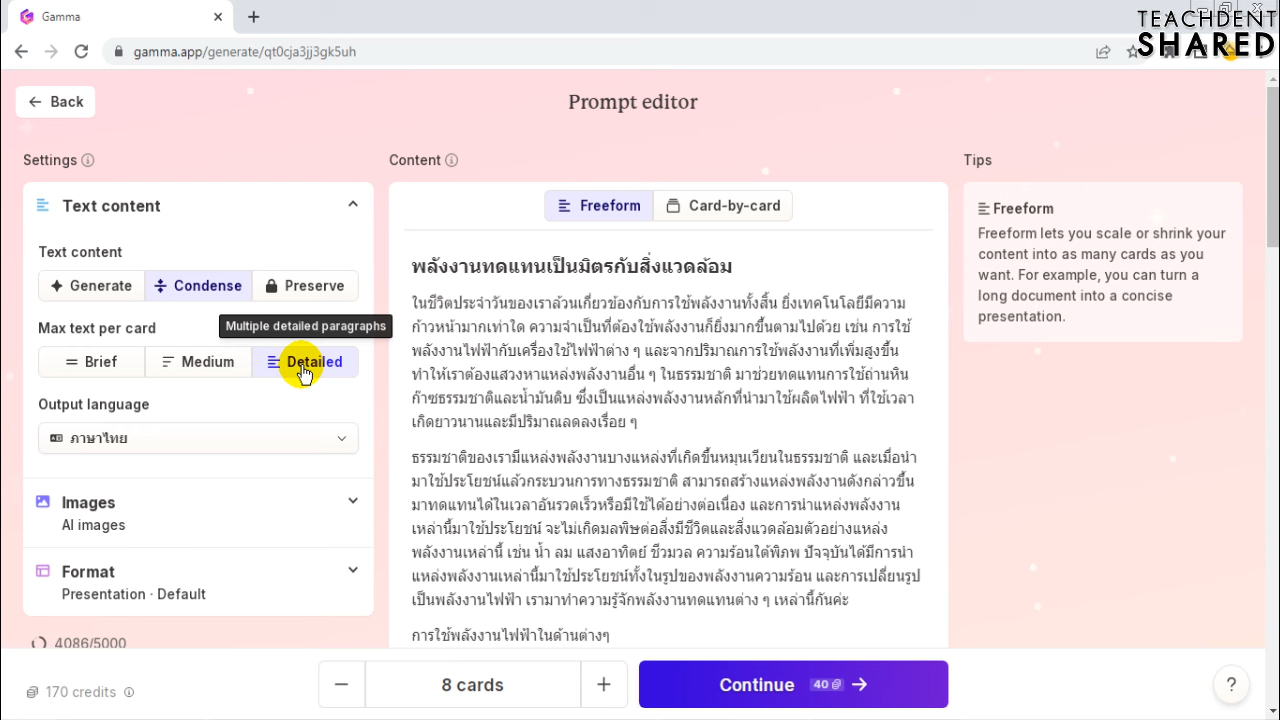 Gamma
TEACHDENT
SHARED
gamma.app/generate/qt0cja3jj3gk5uh
Back
Prompt editor
Settings
Content
Tips
Text content
Text content
Generate
Condense
Preserve
Max text per card
Multiple detailed paragraphs
Brief
Medium
Detailed
Output language
ภาษาไทย
Images
AI images
Format
Presentation · Default
4086/5000
170 credits
Freeform
Card-by-card
พลังงานทดแทนเป็นมิตรกับสิ่งแวดล้อม
ในชีวิตประจำวันของเราล้วนเกี่ยวข้องกับการใช้พลังงานทั้งสิ้น ยิ่งเทคโนโลยีมีความ
ก้าวหน้ามากเท่าใด ความจำเป็นที่ต้องใช้พลังงานก็ยิ่งมากขึ้นตามไปด้วย เช่น การใช้
พลังงานไฟฟ้ากับเครื่องใช้ไฟฟ้าต่าง ๆ และจากปริมาณการใช้พลังงานที่เพิ่มสูงขึ้น
ทำให้เราต้องแสวงหาแหล่งพลังงานอื่น ๆ ในธรรมชาติ มาช่วยทดแทนการใช้ถ่านหิน
ก๊าซธรรมชาติและน้ำมันดิบ ซึ่งเป็นแหล่งพลังงานหลักที่นำมาใช้ผลิตไฟฟ้า ที่ใช้เวลา
เกิดยาวนานและมีปริมาณลดลงเรื่อย ๆ
ธรรมชาติของเรามีแหล่งพลังงานบางแหล่งที่เกิดขึ้นหมุนเวียนในธรรมชาติ และเมื่อนำ
มาใช้ประโยชน์แล้วกระบวนการทางธรรมชาติ สามารถสร้างแหล่งพลังงานดังกล่าวขึ้น
มาทดแทนได้ในเวลาอันรวดเร็วหรือมีใช้ได้อย่างต่อเนื่อง และการนำแหล่งพลังงาน
เหล่านี้มาใช้ประโยชน์ จะไม่เกิดมลพิษต่อสิ่งมีชีวิตและสิ่งแวดล้อมตัวอย่างแหล่ง
พลังงานเหล่านี้ เช่น น้ำ ลม แสงอาทิตย์ ชีวมวล ความร้อนใต้พิภพ ปัจจุบันได้มีการนำ
แหล่งพลังงานเหล่านี้มาใช้ประโยชน์ทั้งในรูปของพลังงานความร้อน และการเปลี่ยนรูป
เป็นพลังงานไฟฟ้า เรามาทำความรู้จักพลังงานทดแทนต่าง ๆ เหล่านี้กันค่ะ
การใช้พลังงานไฟฟ้าในด้านต่างๆ
Freeform
Freeform lets you scale or shrink your
content into as many cards as you
want. For example, you can turn a
long document into a concise
presentation.
8 cards
Continue 40
?